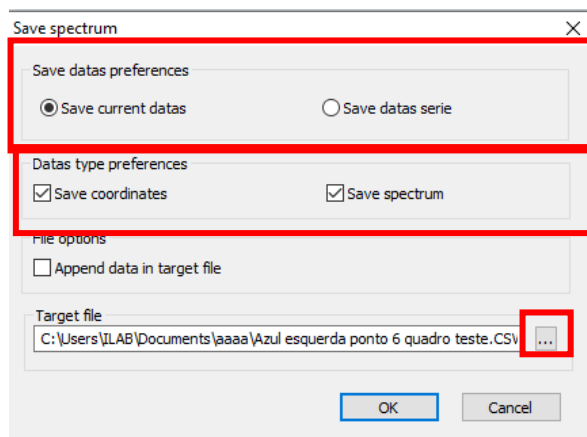 Save spectrum
Save datas preferences
Save current datas
Save datas serie
Datas type preferences
Save coordinates
Save spectrum
File options
Append data in target file
Target file
C:\Users\ILAB\Documents\aaaa\Azul esquerda ponto 6 quadro teste.CSV
...
OK
Cancel